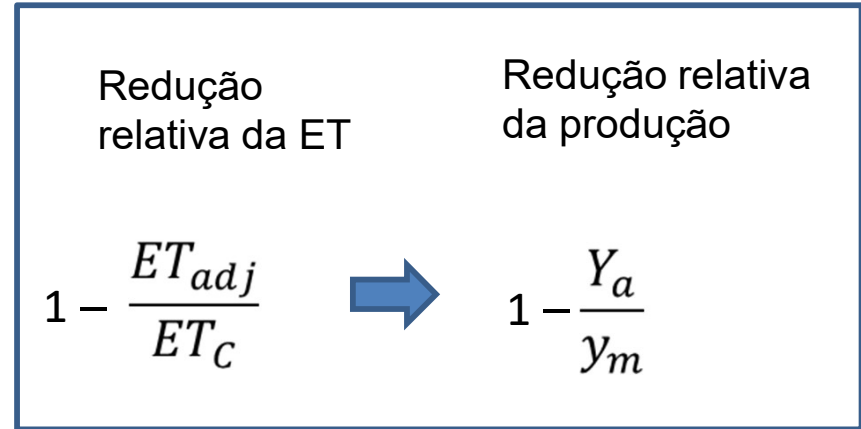 Redução
relativa da ET
Redução relativa
da produção
1 − ET_adj / ET_C
1 − Y_a / y_m